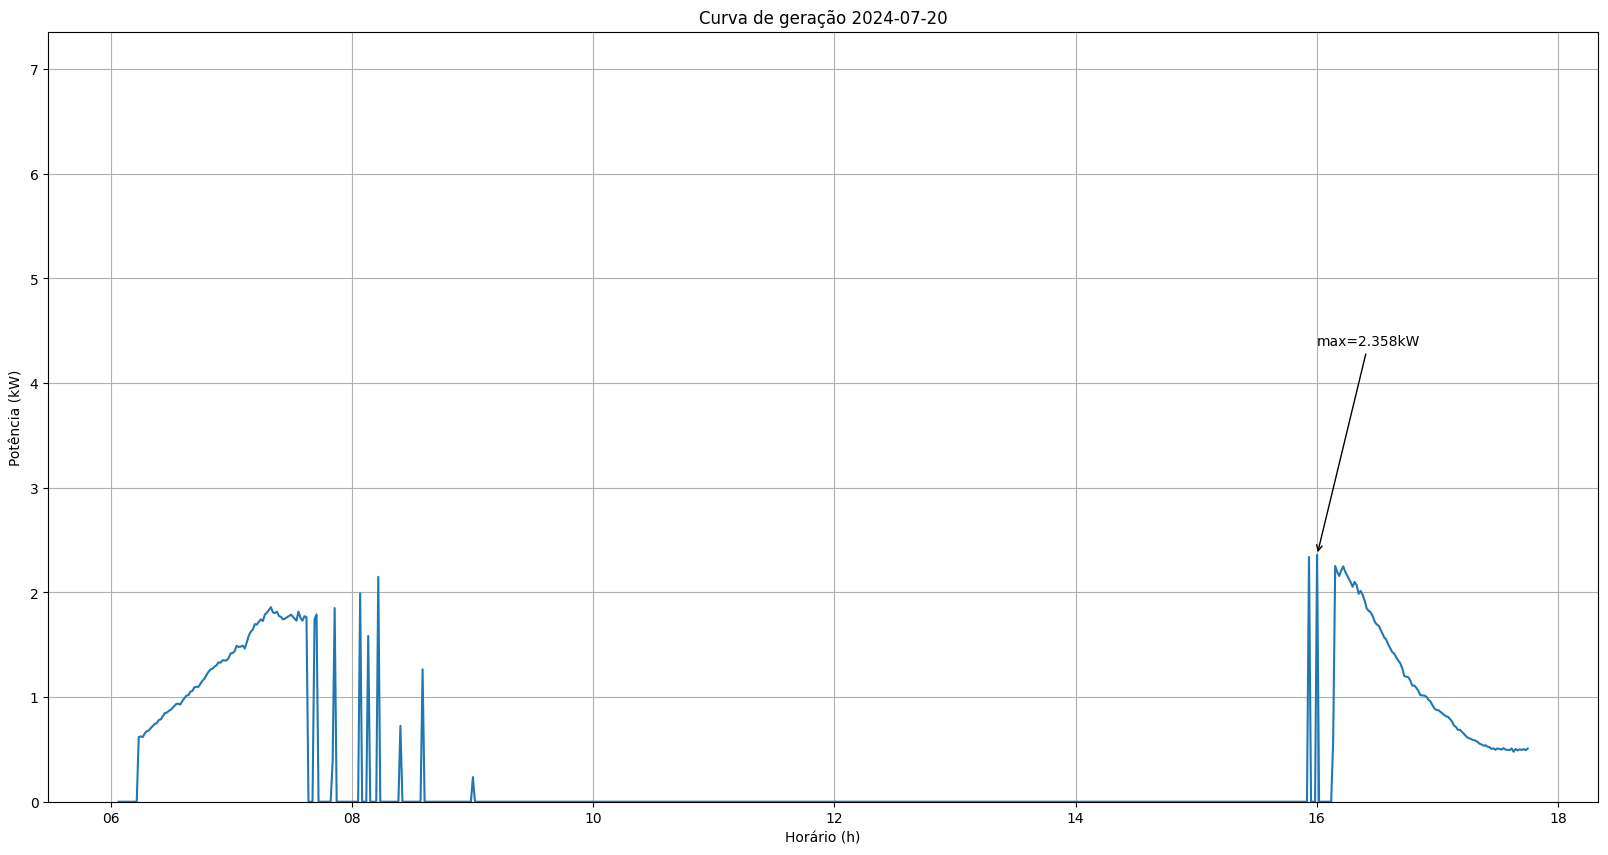 Curva de geração 2024-07-20
7
6
5
4
3
2
1
0
Potência (kW)
max=2.358kW
06 08 10 12 14 16 18
Horário (h)